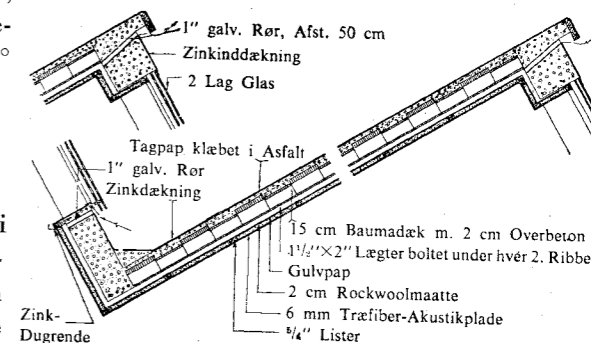 1" galv. Rør, Afst. 50 cm
Zinkinddækning
2 Lag Glas
Tagpap klæbet i Asfalt
1" galv. Rør
Zinkdækning
15 cm Baumadæk m. 2 cm Overbeton
1½"×2" Lægter boltet under hvér 2. Ribbe
Gulvpap
2 cm Rockwoolmaatte
6 mm Træfiber-Akustikplade
⁵/₄" Lister
Zink-
Dugrende